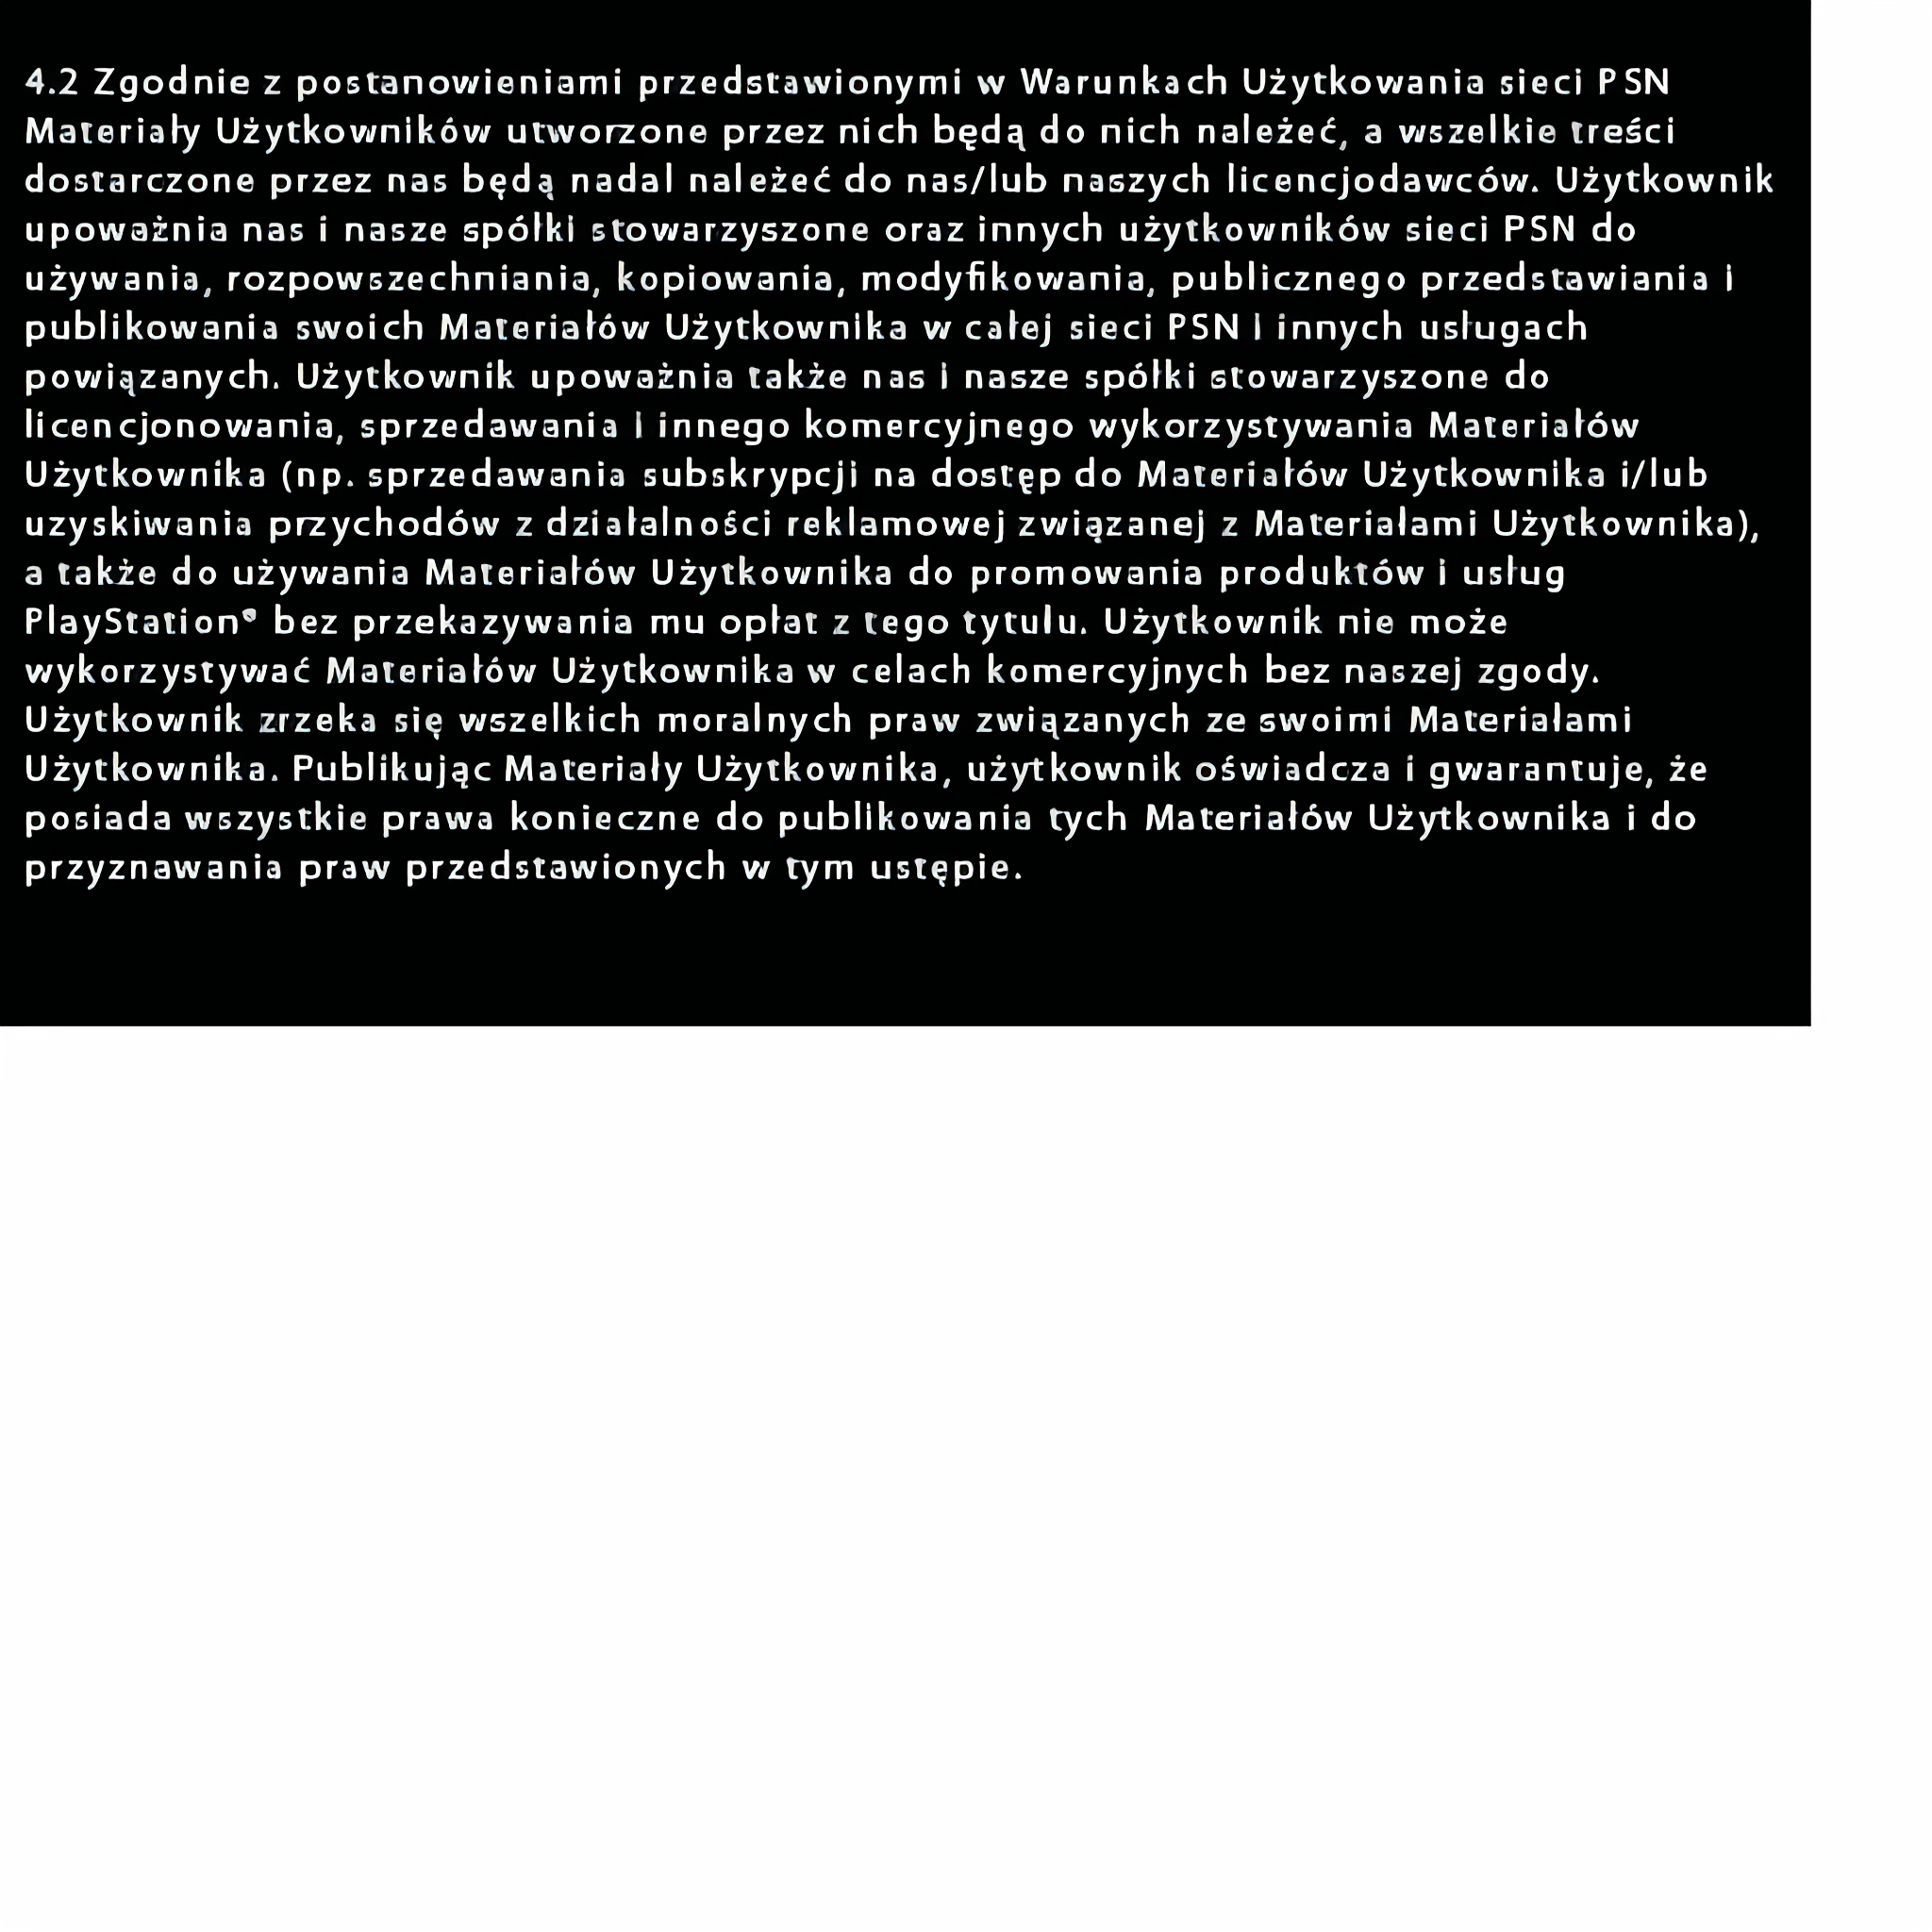 4.2 Zgodnie z postanowieniami przedstawionymi w Warunkach Użytkowania sieci PSN
Materiały Użytkowników utworzone przez nich będą do nich należeć, a wszelkie treści
dostarczone przez nas będą nadal należeć do nas/lub naszych licencjodawców. Użytkownik
upoważnia nas i nasze spółki stowarzyszone oraz innych użytkowników sieci PSN do
używania, rozpowszechniania, kopiowania, modyfikowania, publicznego przedstawiania i
publikowania swoich Materiałów Użytkownika w całej sieci PSN i innych usługach
powiązanych. Użytkownik upoważnia także nas i nasze spółki stowarzyszone do
licencjonowania, sprzedawania i innego komercyjnego wykorzystywania Materiałów
Użytkownika (np. sprzedawania subskrypcji na dostęp do Materiałów Użytkownika i/lub
uzyskiwania przychodów z działalności reklamowej związanej z Materiałami Użytkownika),
a także do używania Materiałów Użytkownika do promowania produktów i usług
PlayStation® bez przekazywania mu opłat z tego tytulu. Użytkownik nie może
wykorzystywać Materiałów Użytkownika w celach komercyjnych bez naszej zgody.
Użytkownik zrzeka się wszelkich moralnych praw związanych ze swoimi Materiałami
Użytkownika. Publikując Materiały Użytkownika, użytkownik oświadcza i gwarantuje, że
posiada wszystkie prawa konieczne do publikowania tych Materiałów Użytkownika i do
przyznawania praw przedstawionych w tym ustępie.